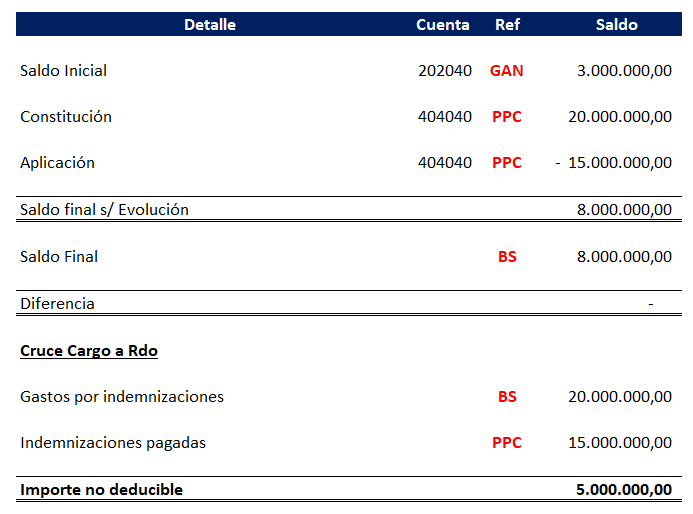 Detalle Cuenta Ref Saldo
Saldo Inicial 202040 GAN 3.000.000,00
Constitución 404040 PPC 20.000.000,00
Aplicación 404040 PPC - 15.000.000,00
Saldo final s/ Evolución 8.000.000,00
Saldo Final BS 8.000.000,00
Diferencia -
Cruce Cargo a Rdo
Gastos por indemnizaciones BS 20.000.000,00
Indemnizaciones pagadas PPC 15.000.000,00
Importe no deducible 5.000.000,00